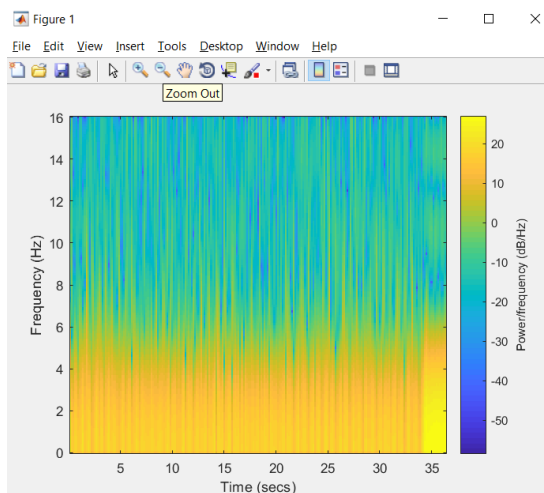 Figure 1
File Edit View Insert Tools Desktop Window Help
Zoom Out
16
14
12
10
8
6
4
2
0
Frequency (Hz)
5 10 15 20 25 30 35
Time (secs)
20
10
0
-10
-20
-30
-40
-50
Power/frequency (dB/Hz)